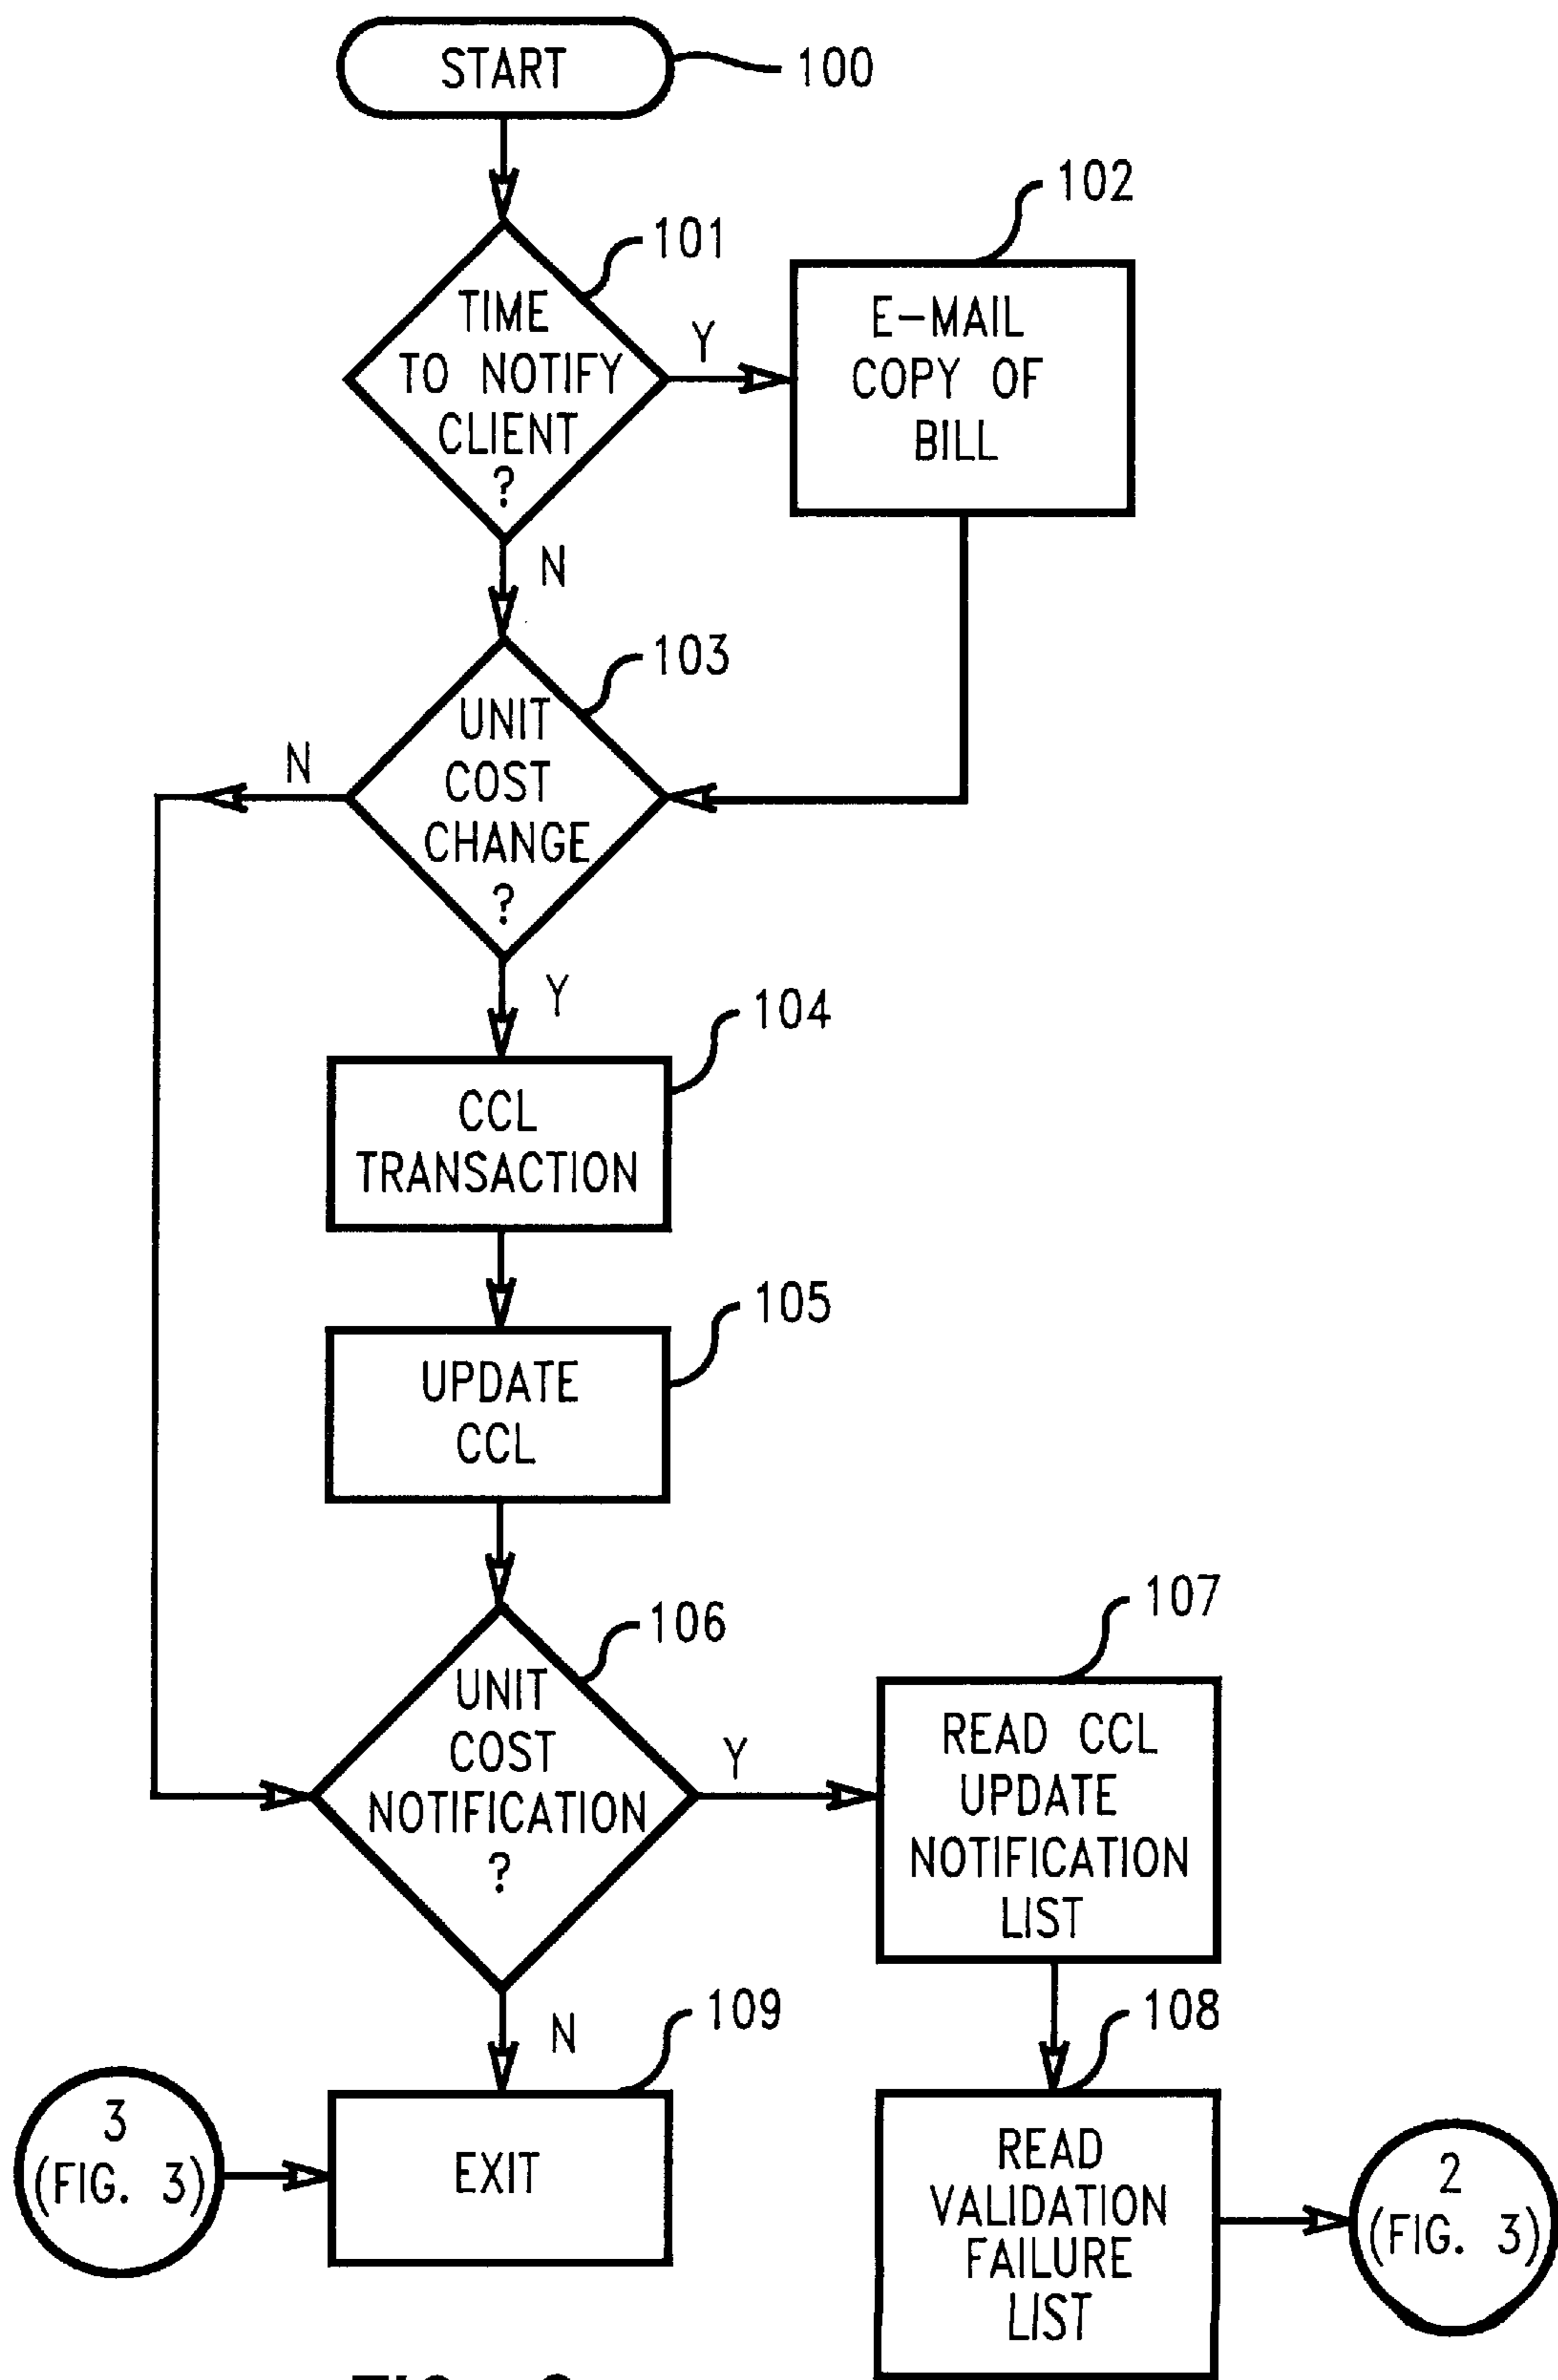 START
100
101
TIME
TO NOTIFY
CLIENT
?
Y
102
E-MAIL
COPY OF
BILL
N
103
UNIT
COST
CHANGE
?
N
Y
104
CCL
TRANSACTION
105
UPDATE
CCL
106
UNIT
COST
NOTIFICATION
?
Y
107
READ CCL
UPDATE
NOTIFICATION
LIST
N
109
EXIT
3
(FIG. 3)
108
READ
VALIDATION
FAILURE
LIST
2
(FIG. 3)